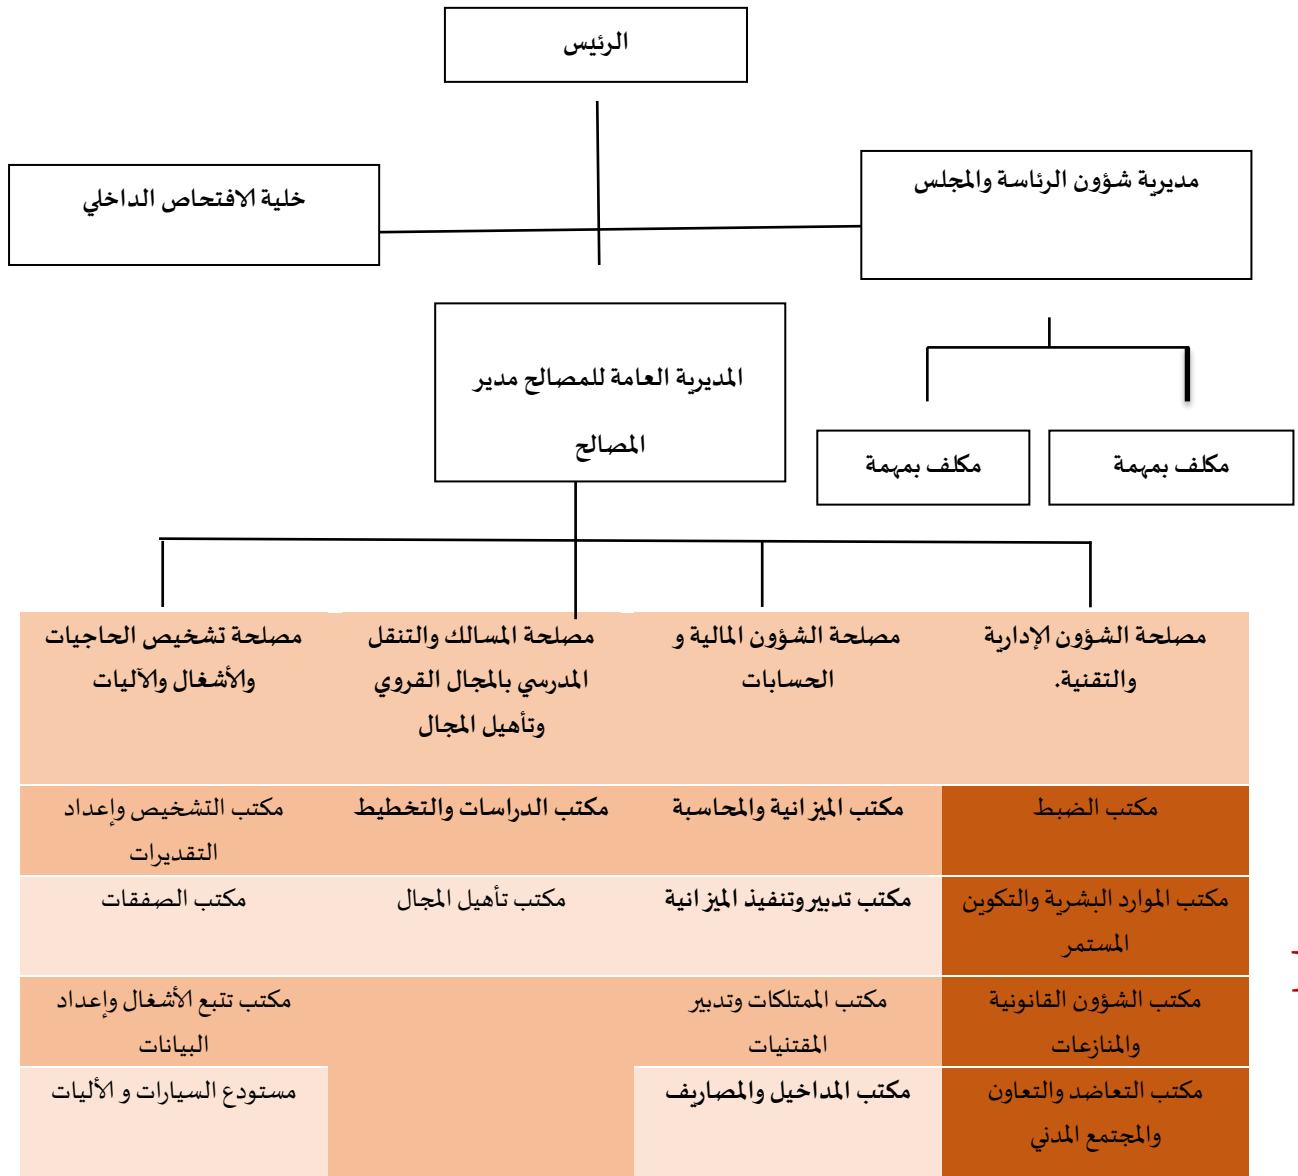 الرئيس
مديرية شؤون الرئاسة والمجلس
خلية الافتحاص الداخلي
المديرية العامة للمصالح مدير
المصالح
مكلف بمهمة
مكلف بمهمة
مصلحة الشؤون الإدارية
والتقنية.
مصلحة الشؤون المالية و
الحسابات
مصلحة المسالك والتنقل
المدرسي بالمجال القروي
وتأهيل المجال
مصلحة تشخيص الحاجيات
والأشغال والآليات
مكتب الضبط
مكتب الميزانية والمحاسبة
مكتب الدراسات والتخطيط
مكتب التشخيص وإعداد
التقديرات
مكتب الموارد البشرية والتكوين
المستمر
مكتب تدبير وتنفيذ الميزانية
مكتب تأهيل المجال
مكتب الصفقات
مكتب الشؤون القانونية
والمنازعات
مكتب الممتلكات وتدبير
المقتنيات
مكتب تتبع الأشغال وإعداد
البيانات
مكتب التعاضد والتعاون
والمجتمع المدني
مكتب المداخيل والمصاريف
مستودع السيارات و الأليات